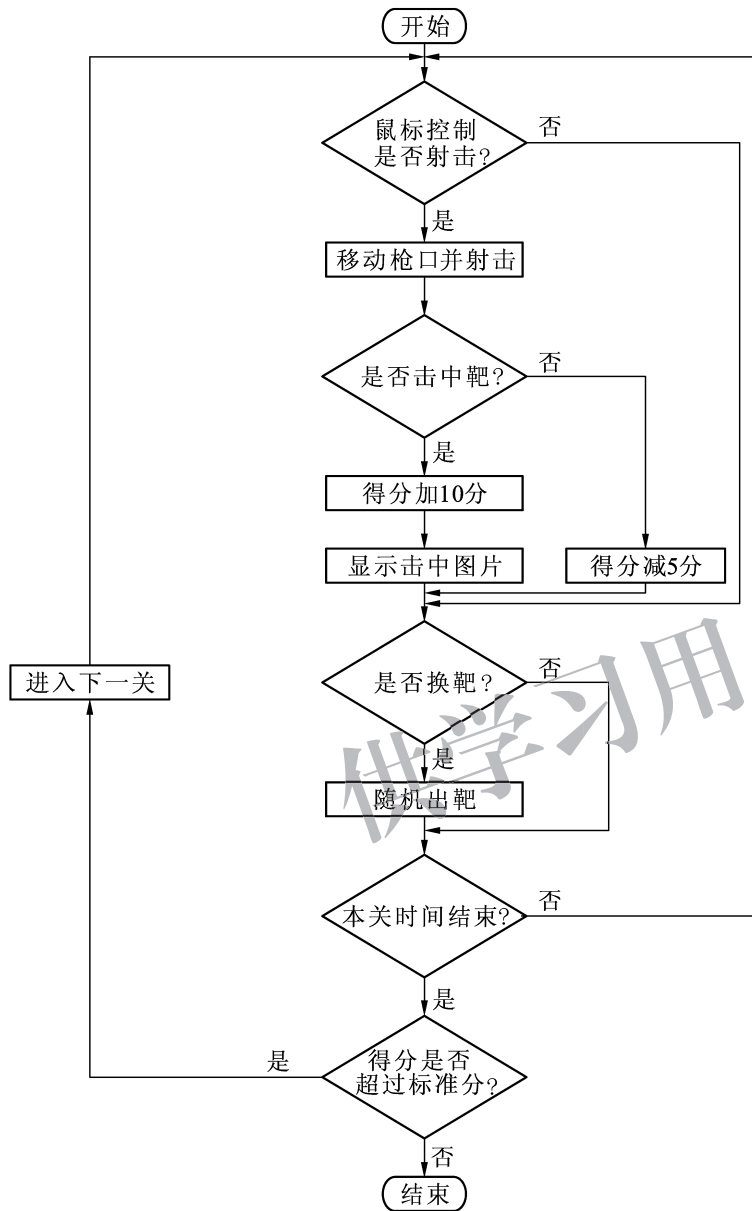 开始
鼠标控制
是否射击?
否
是
移动枪口并射击
是否击中靶?
否
是
得分加10分
显示击中图片
得分减5分
是否换靶?
否
进入下一关
是
随机出靶
供学习用
本关时间结束?
否
是
得分是否
超过标准分?
是
否
结束